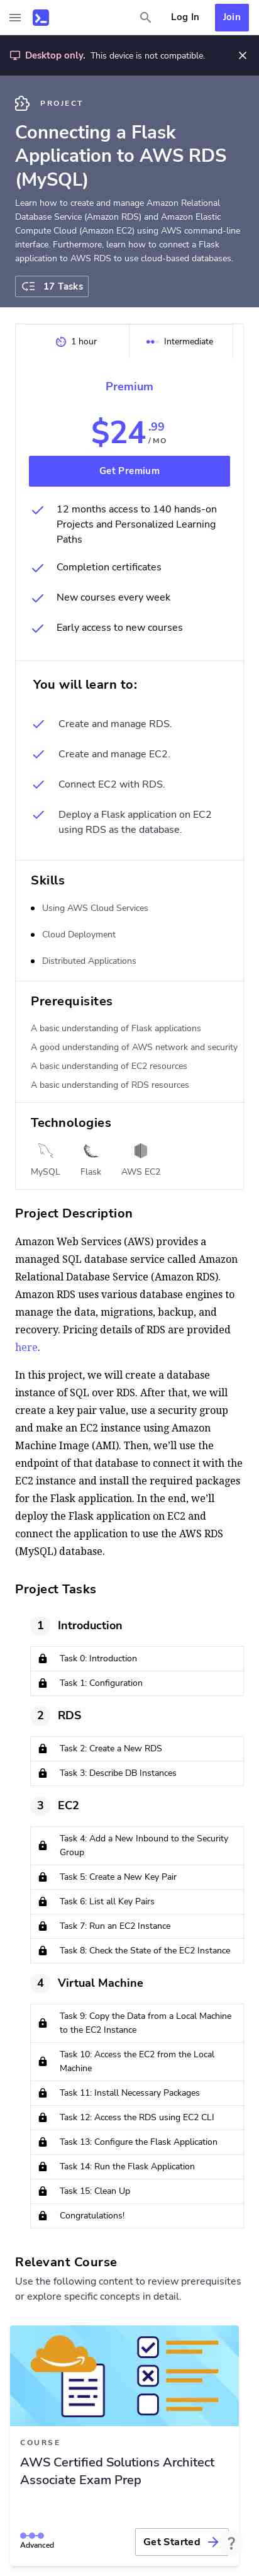 Log In
Join
Desktop only. This device is not compatible.
PROJECT
Connecting a Flask
Application to AWS RDS
(MySQL)
Learn how to create and manage Amazon Relational
Database Service (Amazon RDS) and Amazon Elastic
Compute Cloud (Amazon EC2) using AWS command-line
interface. Furthermore, learn how to connect a Flask
application to AWS RDS to use cloud-based databases.
17 Tasks
1 hour
Intermediate
Premium
$24.99
/MO
Get Premium
12 months access to 140 hands-on
Projects and Personalized Learning
Paths
Completion certificates
New courses every week
Early access to new courses
You will learn to:
Create and manage RDS.
Create and manage EC2.
Connect EC2 with RDS.
Deploy a Flask application on EC2
using RDS as the database.
Skills
Using AWS Cloud Services
Cloud Deployment
Distributed Applications
Prerequisites
A basic understanding of Flask applications
A good understanding of AWS network and security
A basic understanding of EC2 resources
A basic understanding of RDS resources
Technologies
MySQL
Flask
AWS EC2
Project Description
Amazon Web Services (AWS) provides a
managed SQL database service called Amazon
Relational Database Service (Amazon RDS).
Amazon RDS uses various database engines to
manage the data, migrations, backup, and
recovery. Pricing details of RDS are provided
here.
In this project, we will create a database
instance of SQL over RDS. After that, we will
create a key pair value, use a security group
and make an EC2 instance using Amazon
Machine Image (AMI). Then, we’ll use the
endpoint of that database to connect it with the
EC2 instance and install the required packages
for the Flask application. In the end, we’ll
deploy the Flask application on EC2 and
connect the application to use the AWS RDS
(MySQL) database.
Project Tasks
1 Introduction
Task 0: Introduction
Task 1: Configuration
2 RDS
Task 2: Create a New RDS
Task 3: Describe DB Instances
3 EC2
Task 4: Add a New Inbound to the Security
Group
Task 5: Create a New Key Pair
Task 6: List all Key Pairs
Task 7: Run an EC2 Instance
Task 8: Check the State of the EC2 Instance
4 Virtual Machine
Task 9: Copy the Data from a Local Machine
to the EC2 Instance
Task 10: Access the EC2 from the Local
Machine
Task 11: Install Necessary Packages
Task 12: Access the RDS using EC2 CLI
Task 13: Configure the Flask Application
Task 14: Run the Flask Application
Task 15: Clean Up
Congratulations!
Relevant Course
Use the following content to review prerequisites
or explore specific concepts in detail.
COURSE
AWS Certified Solutions Architect
Associate Exam Prep
Advanced
Get Started
?